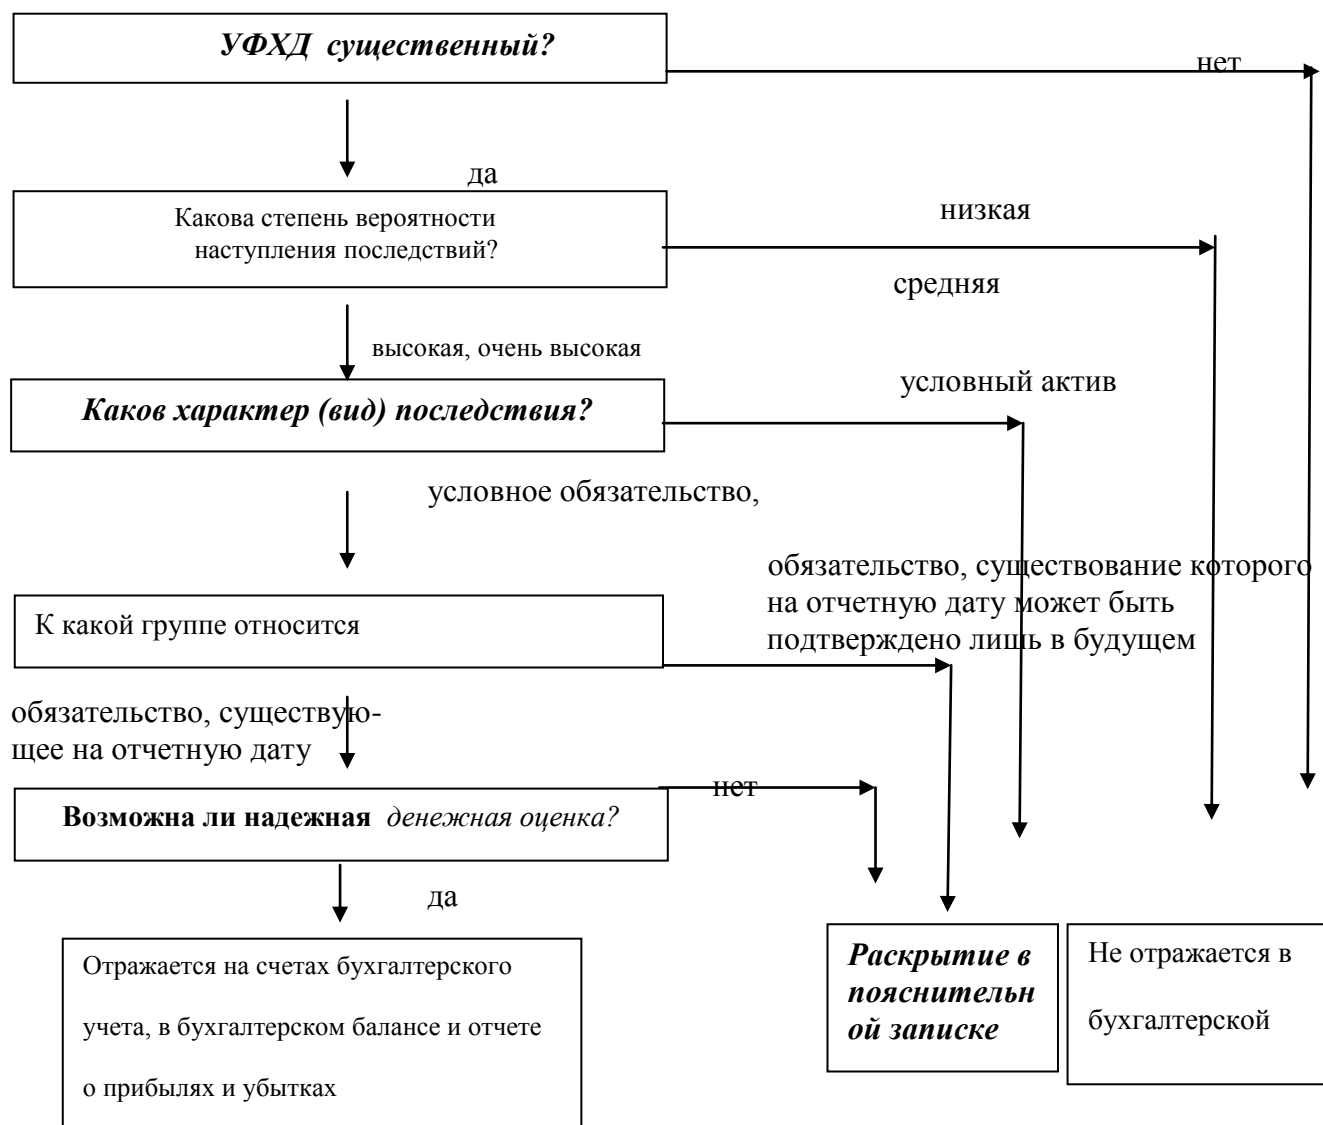 УФХД существенный?
нет
да
Какова степень вероятности
наступления последствий?
низкая
средняя
высокая, очень высокая
условный актив
Каков характер (вид) последствия?
условное обязательство,
обязательство, существование которого
на отчетную дату может быть
подтверждено лишь в будущем
К какой группе относится
обязательство, существую-
щее на отчетную дату
нет
Возможна ли надежная денежная оценка?
да
Отражается на счетах бухгалтерского
учета, в бухгалтерском балансе и отчете
о прибылях и убытках
Раскрытие в
пояснительн
ой записке
Не отражается в
бухгалтерской